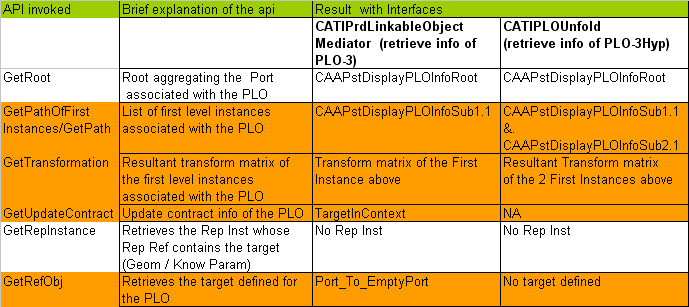 API invoked
Brief explanation of the api
Result with Interfaces
CATIPrdLinkableObject
Mediator (retrieve info of
PLO-3)
CATIPLOUnfold
(retrieve info of PLO-3Hyp)
GetRoot
Root aggregating the Port
associated with the PLO
CAAPstDisplayPLOInfoRoot
CAAPstDisplayPLOInfoRoot
GetPathOfFirst
Instances/GetPath
List of first level instances
associated with the PLO
CAAPstDisplayPLOInfoSub1.1
CAAPstDisplayPLOInfoSub1.1
&.
CAAPstDisplayPLOInfoSub2.1
GetTransformation
Resultant transform matrix of
the first level instances
associated with the PLO
Transform matrix of the First
Instance above
Resultant Transform matrix
of the 2 First Instances above
GetUpdateContract
Update contract info of the PLO
TargetInContext
NA
GetRepInstance
Retrieves the Rep Inst whose
Rep Ref contains the target
(Geom / Know Param)
No Rep Inst
No Rep Inst
GetRefObj
Retrieves the target defined for
the PLO
Port_To_EmptyPort
No target defined